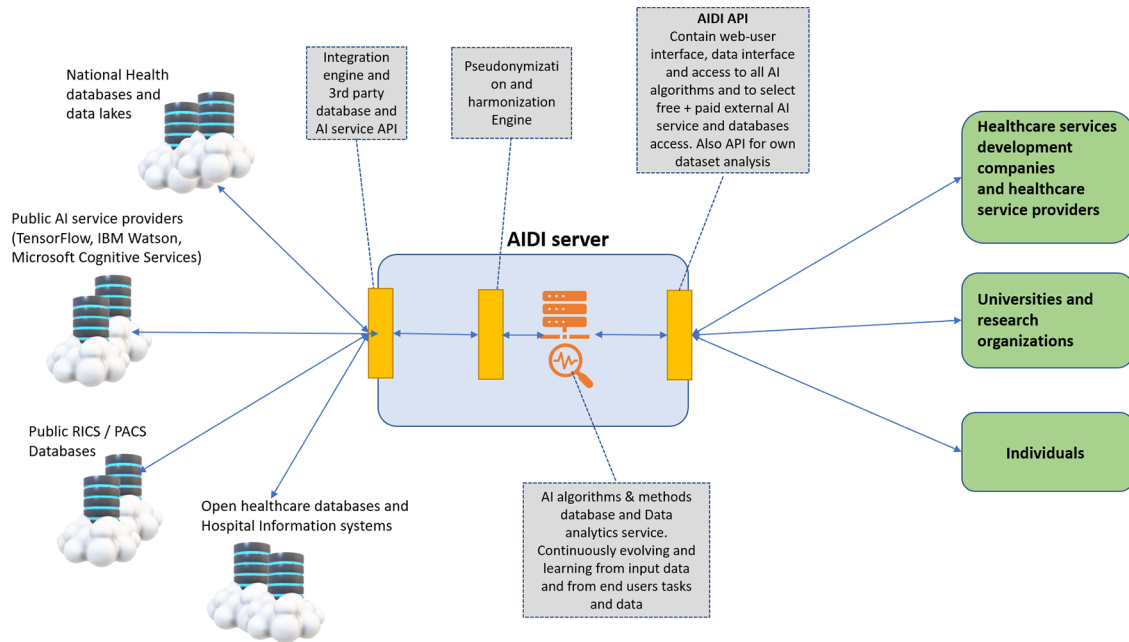 National Health
databases and
data lakes
Public AI service providers
(TensorFlow, IBM Watson,
Microsoft Cognitive Services)
Public RICS / PACS
Databases
Open healthcare databases and
Hospital Information systems
Integration
engine and
3rd party
database and
AI service API
Pseudonymizati
on and
harmonization
Engine
AIDI API
Contain web-user
interface, data interface
and access to all AI
algorithms and to select
free + paid external AI
service and databases
access. Also API for own
dataset analysis
AIDI server
AI algorithms & methods
database and Data
analytics service.
Continuously evolving and
learning from input data
and from end users tasks
and data
Healthcare services
development
companies
and healthcare
service providers
Universities and
research
organizations
Individuals